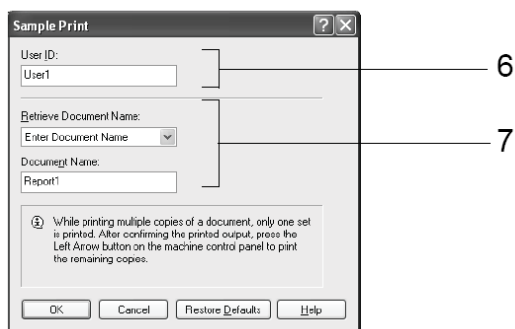 Sample Print
User ID:
User1
6
Retrieve Document Name:
Enter Document Name
7
Document Name:
Report1
While printing multiple copies of a document, only one set
is printed. After confirming the printed output, press the
Left Arrow button on the machine control panel to print
the remaining copies.
OK Cancel Restore Defaults Help